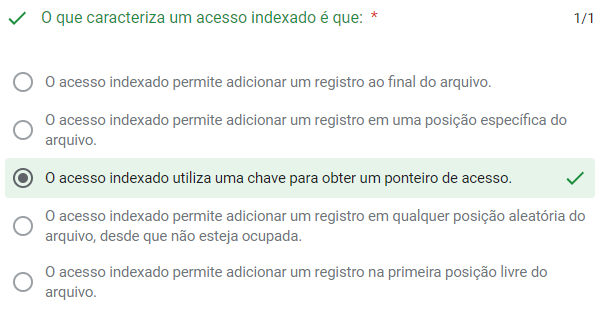 O que caracteriza um acesso indexado é que: * 1/1
O acesso indexado permite adicionar um registro ao final do arquivo.
O acesso indexado permite adicionar um registro em uma posição específica do
arquivo.
O acesso indexado utiliza uma chave para obter um ponteiro de acesso.
O acesso indexado permite adicionar um registro em qualquer posição aleatória do
arquivo, desde que não esteja ocupada.
O acesso indexado permite adicionar um registro na primeira posição livre do
arquivo.